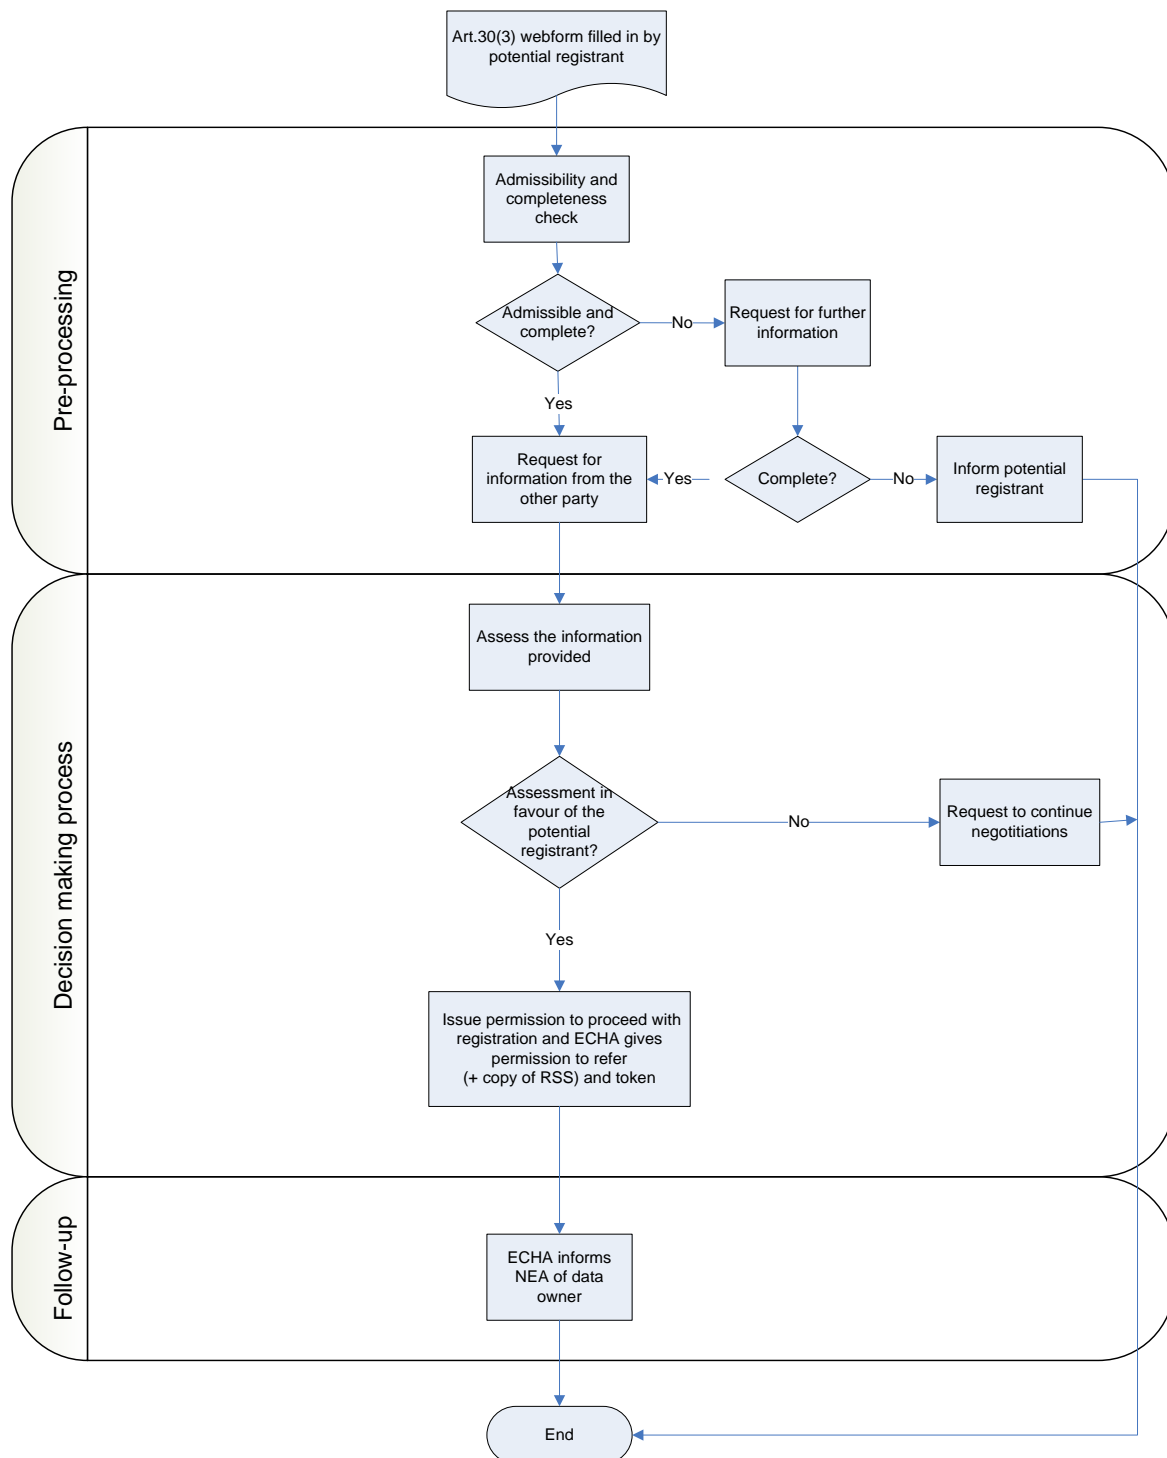 Art.30(3) webform filled in by
potential registrant
Pre-processing
Admissibility and
completeness
check
Admissible and
complete?
No
Request for further
information
Yes
Request for
information from the
other party
Yes
Complete?
No
Inform potential
registrant
Decision making process
Assess the information
provided
Assessment in
favour of the
potential
registrant?
No
Request to continue
negotitiations
Yes
Issue permission to proceed with
registration and ECHA gives
permission to refer
(+ copy of RSS) and token
Follow-up
ECHA informs
NEA of data
owner
End